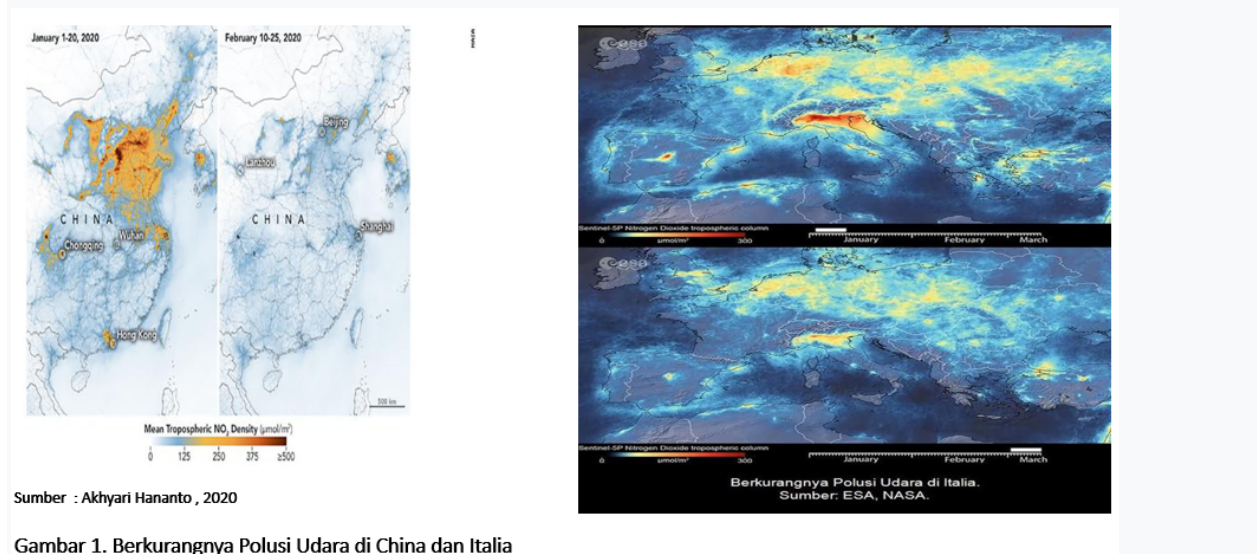 January 1-20, 2020
February 10-25, 2020
Beijing
Lanzhou
CHINA
CHINA
Shanghai
Wuhan
Chongqing
Hong Kong
500 km
Mean Tropospheric NO₂ Density (µmol/m²)
0 125 250 375 ≥500
Sumber : Akhyari Hananto , 2020
esa
Sentinel-5P Nitrogen Dioxide tropospheric column
0 µmol/m² 300
January February March
esa
Sentinel-5P Nitrogen Dioxide tropospheric column
0 µmol/m² 300
January February March
Berkurangnya Polusi Udara di Italia.
Sumber: ESA, NASA.
Gambar 1. Berkurangnya Polusi Udara di China dan Italia